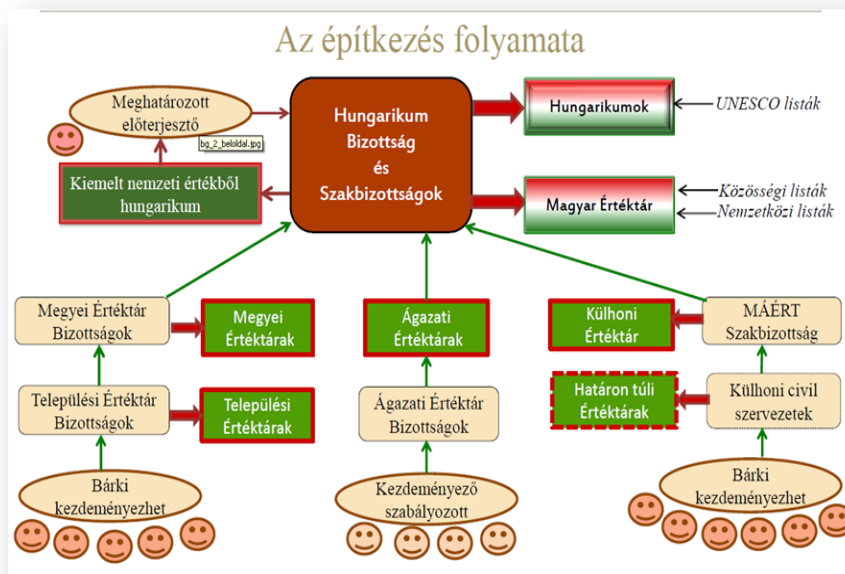 Az építkezés folyamata
Meghatározott
előterjesztő
bg_2_beloldal.jpg
Kiemelt nemzeti értékből
hungarikum
Hungarikum
Bizottság
és
Szakbizottságok
Hungarikumok
UNESCO listák
Magyar Értéktár
Közösségi listák
Nemzetközi listák
Megyei Értéktár
Bizottságok
Megyei
Értéktárak
Ágazati
Értéktárak
Külhoni
Értéktár
MÁÉRT
Szakbizottság
Települési Értéktár
Bizottságok
Települési
Értéktárak
Ágazati Értéktár
Bizottságok
Határon túli
Értéktárak
Külhoni civil
szervezetek
Bárki
kezdeményezhet
Kezdeményező
szabályozott
Bárki
kezdeményezhet